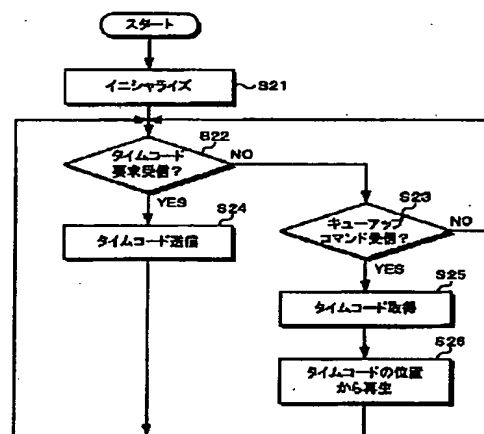 スタート
イニシャライズ
S21
S22
タイムコード
要求受信?
NO
YES
S24
タイムコード送信
S23
キューアップ
コマンド受信?
NO
YES
S25
タイムコード取得
S26
タイムコードの位置
から再生